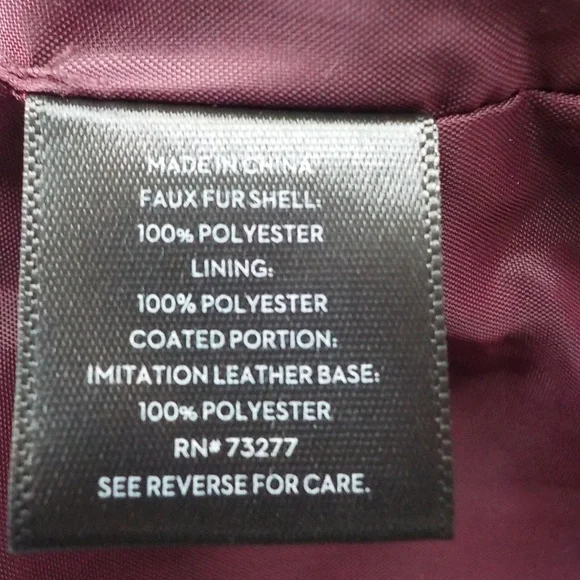 MADE IN CHINA
FAUX FUR SHELL:
100% POLYESTER
LINING:
100% POLYESTER
COATED PORTION:
IMITATION LEATHER BASE:
100% POLYESTER
RN# 73277
SEE REVERSE FOR CARE.